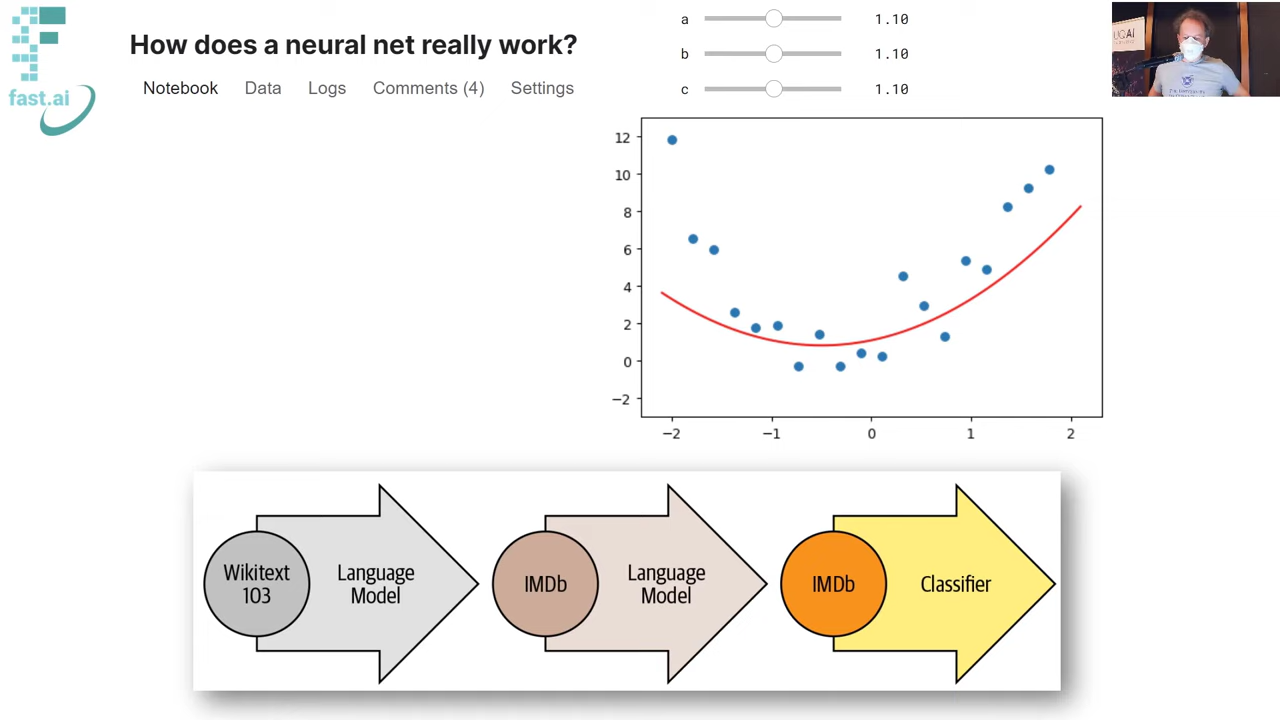 fast.ai
How does a neural net really work?
Notebook Data Logs Comments (4) Settings
a 1.10
b 1.10
c 1.10
12
10
8
6
4
2
0
−2
−2 −1 0 1 2
Wikitext
103
Language
Model
IMDb
Language
Model
IMDb
Classifier